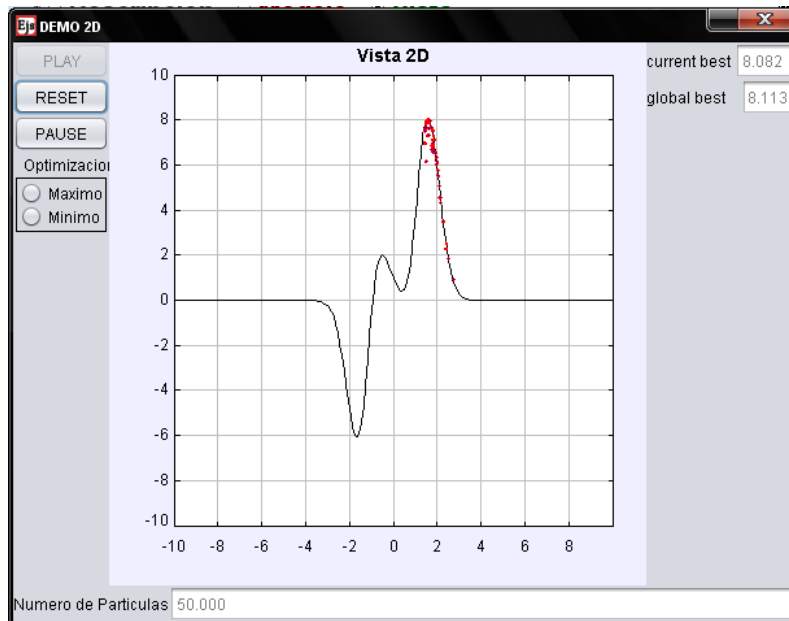 Ejs DEMO 2D
PLAY
RESET
PAUSE
Optimizacion
Maximo
Minimo
Vista 2D
10
8
6
4
2
0
-2
-4
-6
-8
-10
-10 -8 -6 -4 -2 0 2 4 6 8
current best 8.082
global best 8.113
Numero de Particulas 50.000